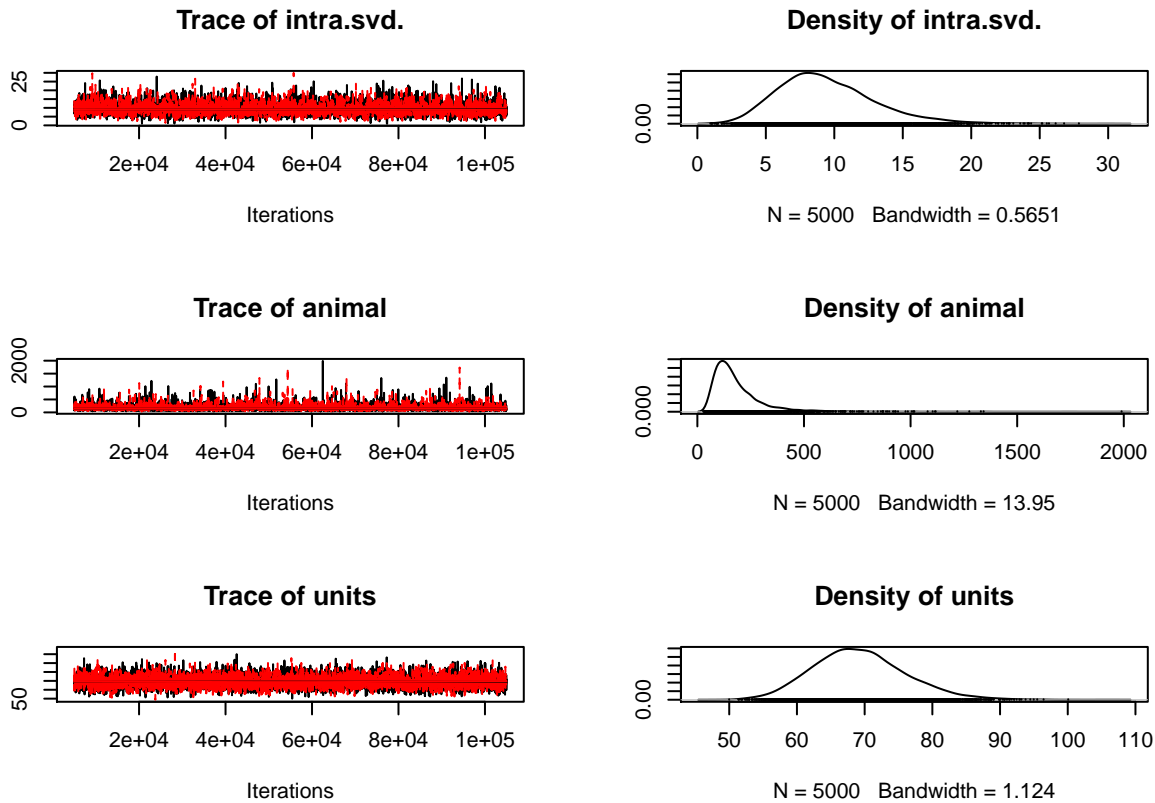 Trace of intra.svd.
25
0
2e+04 4e+04 6e+04 8e+04 1e+05
Iterations
Density of intra.svd.
0.00
0 5 10 15 20 25 30
N = 5000 Bandwidth = 0.5651
Trace of animal
2000
0
2e+04 4e+04 6e+04 8e+04 1e+05
Iterations
Density of animal
0.000
0 500 1000 1500 2000
N = 5000 Bandwidth = 13.95
Trace of units
50
2e+04 4e+04 6e+04 8e+04 1e+05
Iterations
Density of units
0.00
50 60 70 80 90 100 110
N = 5000 Bandwidth = 1.124